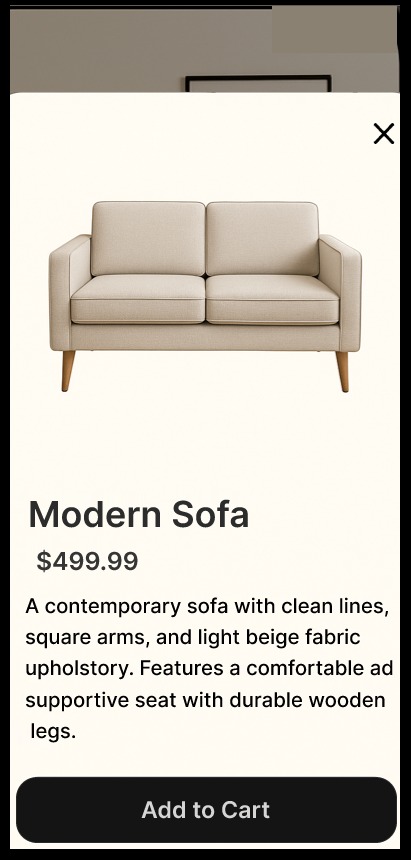 Modern Sofa
$499.99
A contemporary sofa with clean lines,
square arms, and light beige fabric
upholstory. Features a comfortable ad
supportive seat with durable wooden
legs.
Add to Cart